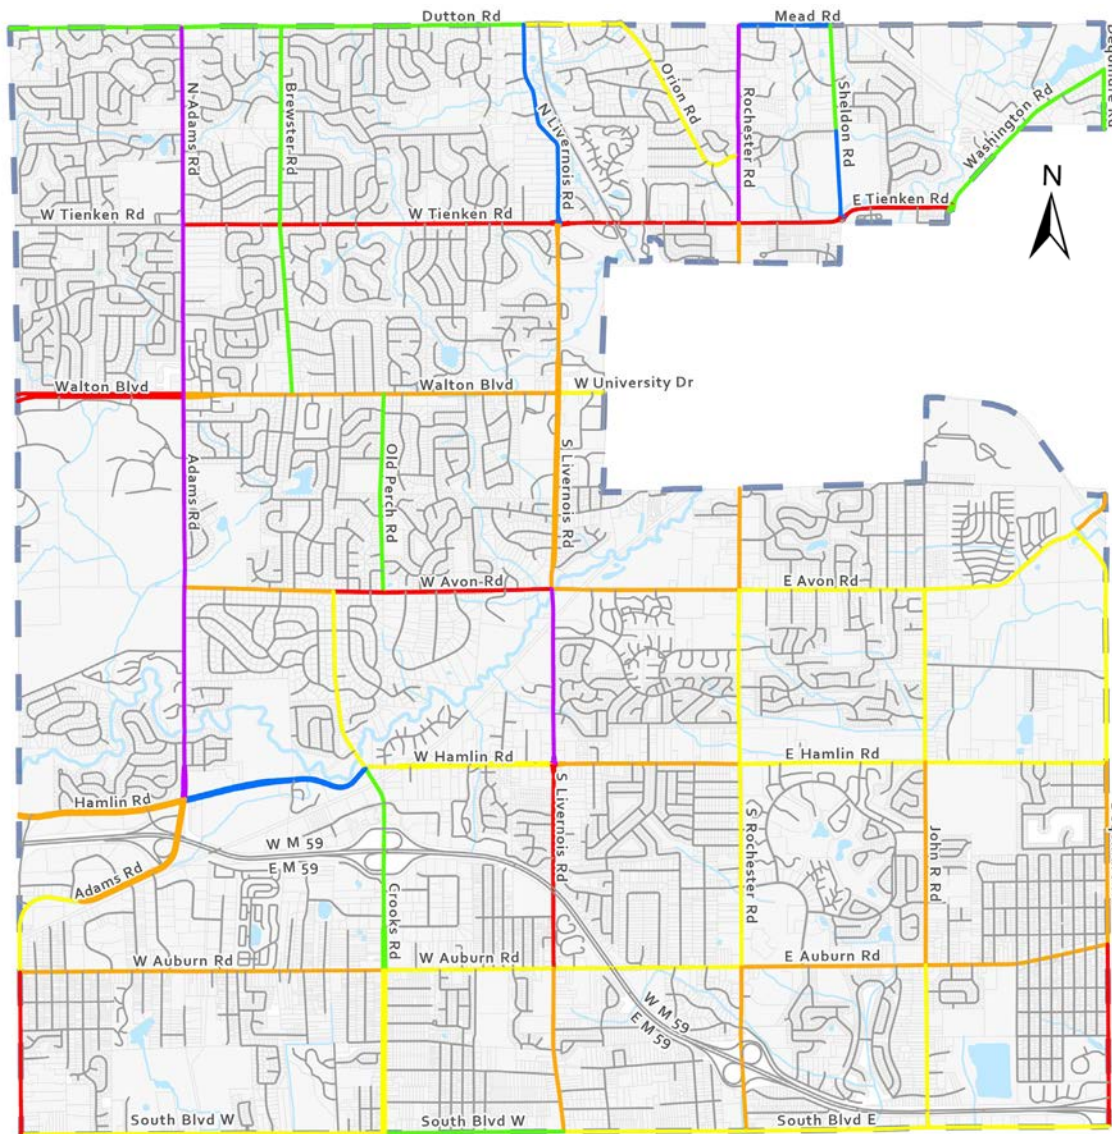 Dutton Rd
Mead Rd
N Adams Rd
Brewster Rd
N Livernois Rd
Orion Rd
Rochester Rd
Sheldon Rd
Washington Rd
N
W Tienken Rd
W Tienken Rd
E Tienken Rd
Walton Blvd
Walton Blvd
W University Dr
Adams Rd
Old Perch Rd
S Livernois Rd
W Avon Rd
E Avon Rd
W Hamlin Rd
E Hamlin Rd
Hamlin Rd
S Livernois Rd
S Rochester Rd
John R Rd
W M 59
E M 59
Adams Rd
Crooks Rd
W Auburn Rd
W Auburn Rd
E Auburn Rd
W M 59
E M 59
South Blvd W
South Blvd W
South Blvd E